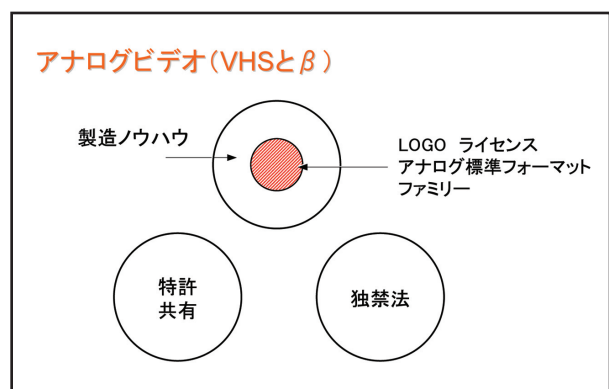 アナログビデオ(VHSとβ)
製造ノウハウ
LOGO ライセンス
アナログ標準フォーマット
ファミリー
特許
共有
独禁法